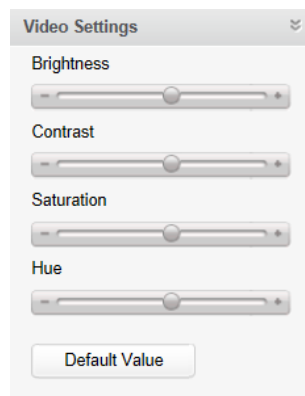 Video Settings
Brightness
- +
Contrast
- +
Saturation
- +
Hue
- +
Default Value